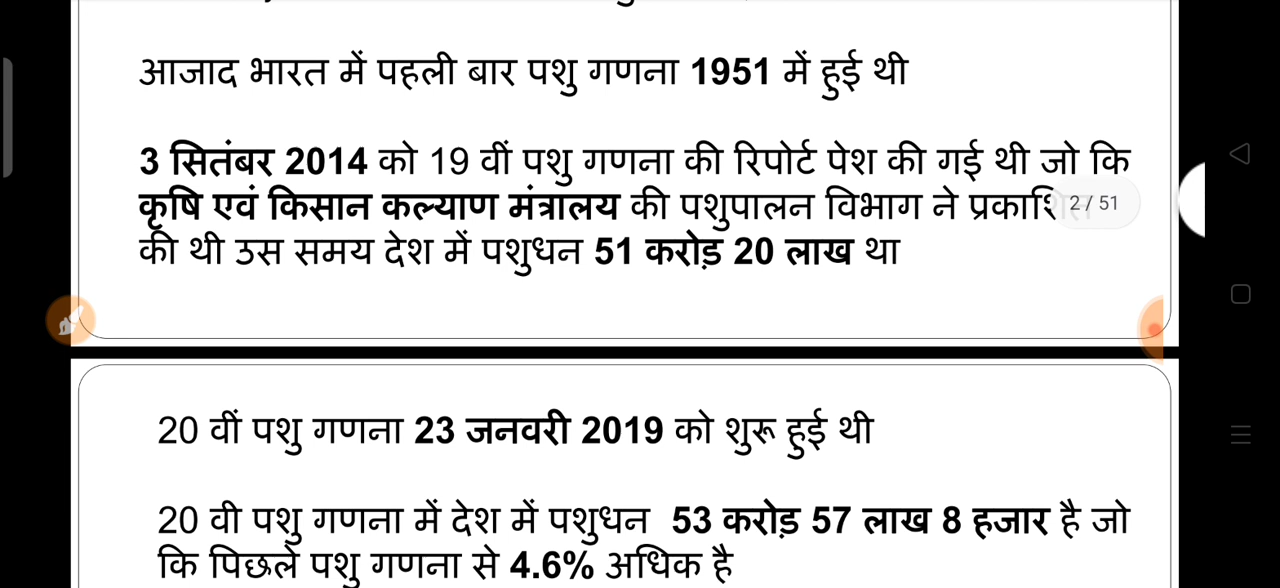 आजाद भारत में पहली बार पशु गणना 1951 में हुई थी
3 सितंबर 2014 को 19 वीं पशु गणना की रिपोर्ट पेश की गई थी जो कि
कृषि एवं किसान कल्याण मंत्रालय की पशुपालन विभाग ने प्रकाशित
2 / 51
की थी उस समय देश में पशुधन 51 करोड़ 20 लाख था
20 वीं पशु गणना 23 जनवरी 2019 को शुरू हुई थी
20 वी पशु गणना में देश में पशुधन 53 करोड़ 57 लाख 8 हजार है जो
कि पिछले पशु गणना से 4.6% अधिक है